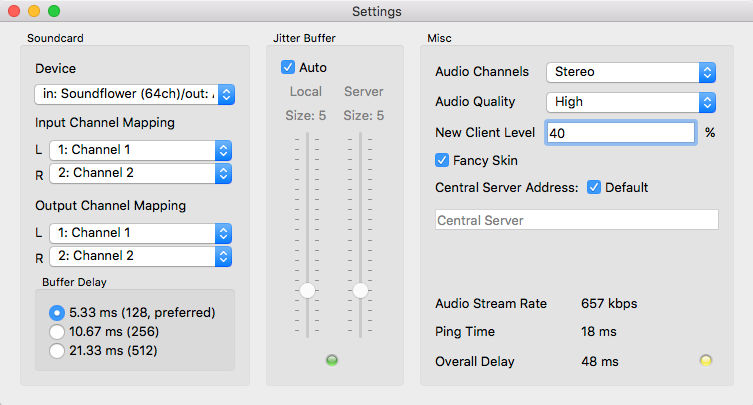 Settings
Soundcard
Device
in: Soundflower (64ch)/out:
Input Channel Mapping
L 1: Channel 1
R 2: Channel 2
Output Channel Mapping
L 1: Channel 1
R 2: Channel 2
Buffer Delay
5.33 ms (128, preferred)
10.67 ms (256)
21.33 ms (512)
Jitter Buffer
Auto
Local Server
Size: 5 Size: 5
Misc
Audio Channels Stereo
Audio Quality High
New Client Level 40 %
Fancy Skin
Central Server Address: Default
Central Server
Audio Stream Rate 657 kbps
Ping Time 18 ms
Overall Delay 48 ms